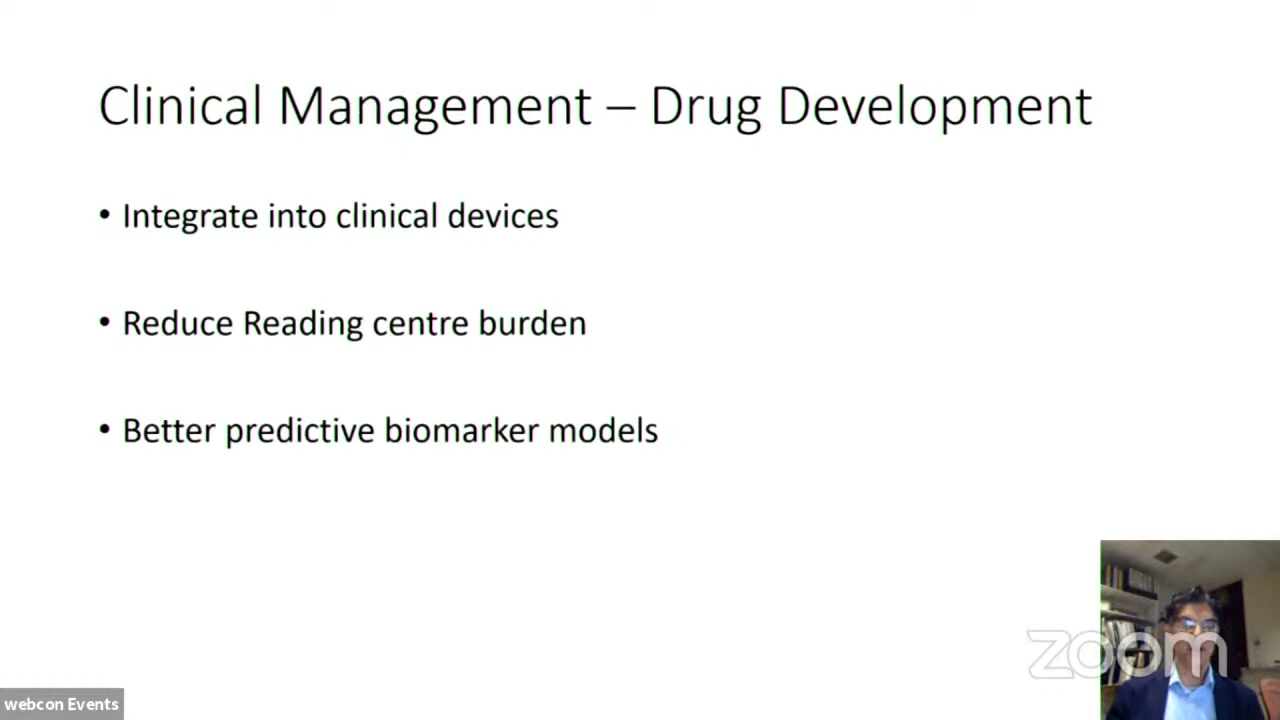 Clinical Management – Drug Development
• Integrate into clinical devices
• Reduce Reading centre burden
• Better predictive biomarker models
zoom
webcon Events